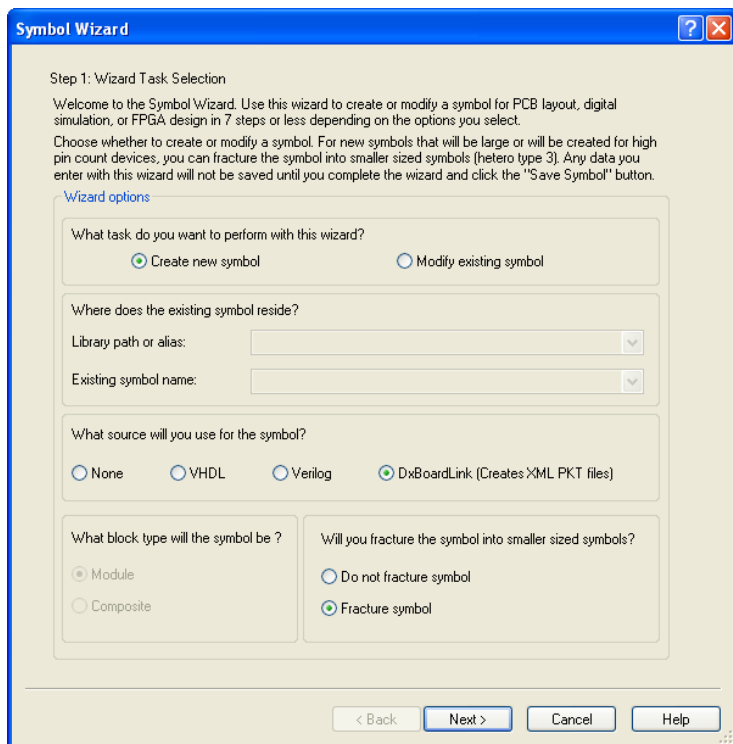 Symbol Wizard
Step 1: Wizard Task Selection
Welcome to the Symbol Wizard. Use this wizard to create or modify a symbol for PCB layout, digital
simulation, or FPGA design in 7 steps or less depending on the options you select.
Choose whether to create or modify a symbol. For new symbols that will be large or will be created for high
pin count devices, you can fracture the symbol into smaller sized symbols (hetero type 3). Any data you
enter with this wizard will not be saved until you complete the wizard and click the "Save Symbol" button.
Wizard options
What task do you want to perform with this wizard?
Create new symbol Modify existing symbol
Where does the existing symbol reside?
Library path or alias:
Existing symbol name:
What source will you use for the symbol?
None VHDL Verilog DxBoardLink (Creates XML PKT files)
What block type will the symbol be ?
Module
Composite
Will you fracture the symbol into smaller sized symbols?
Do not fracture symbol
Fracture symbol
< Back Next > Cancel Help